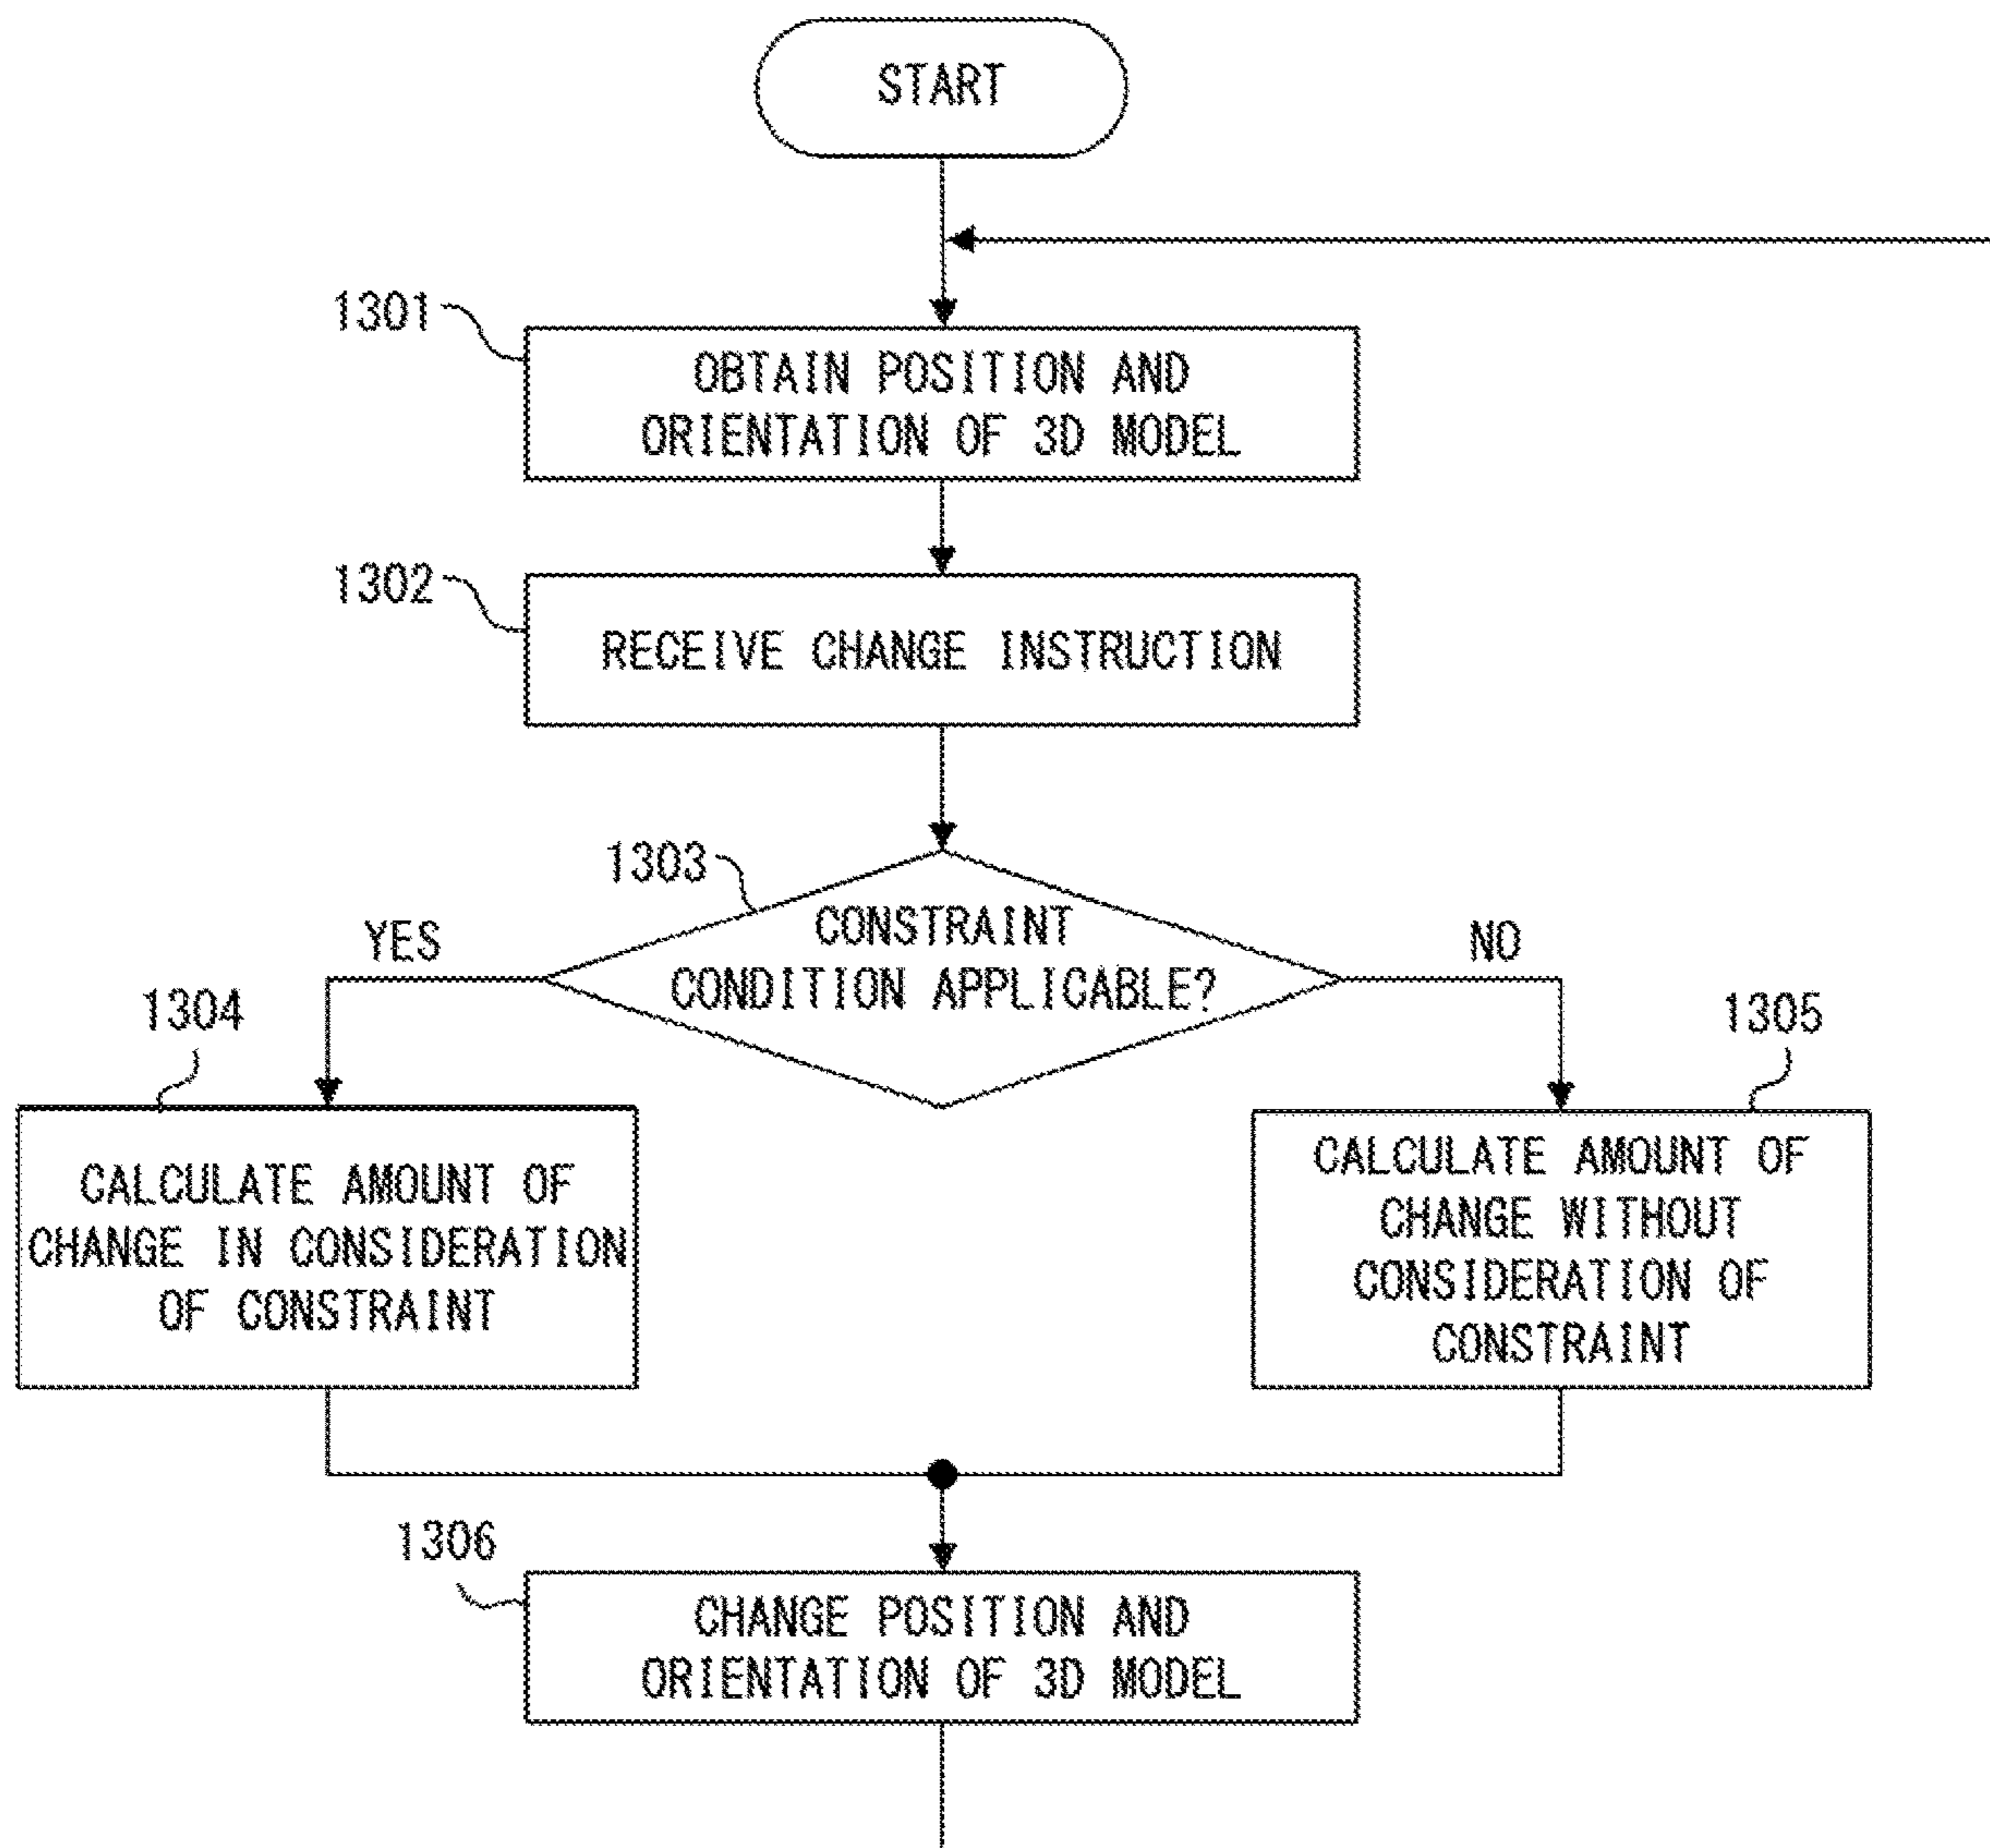 START
1301
OBTAIN POSITION AND
ORIENTATION OF 3D MODEL
1302
RECEIVE CHANGE INSTRUCTION
1303
CONSTRAINT
CONDITION APPLICABLE?
YES
NO
1304
CALCULATE AMOUNT OF
CHANGE IN CONSIDERATION
OF CONSTRAINT
1305
CALCULATE AMOUNT OF
CHANGE WITHOUT
CONSIDERATION OF
CONSTRAINT
1306
CHANGE POSITION AND
ORIENTATION OF 3D MODEL